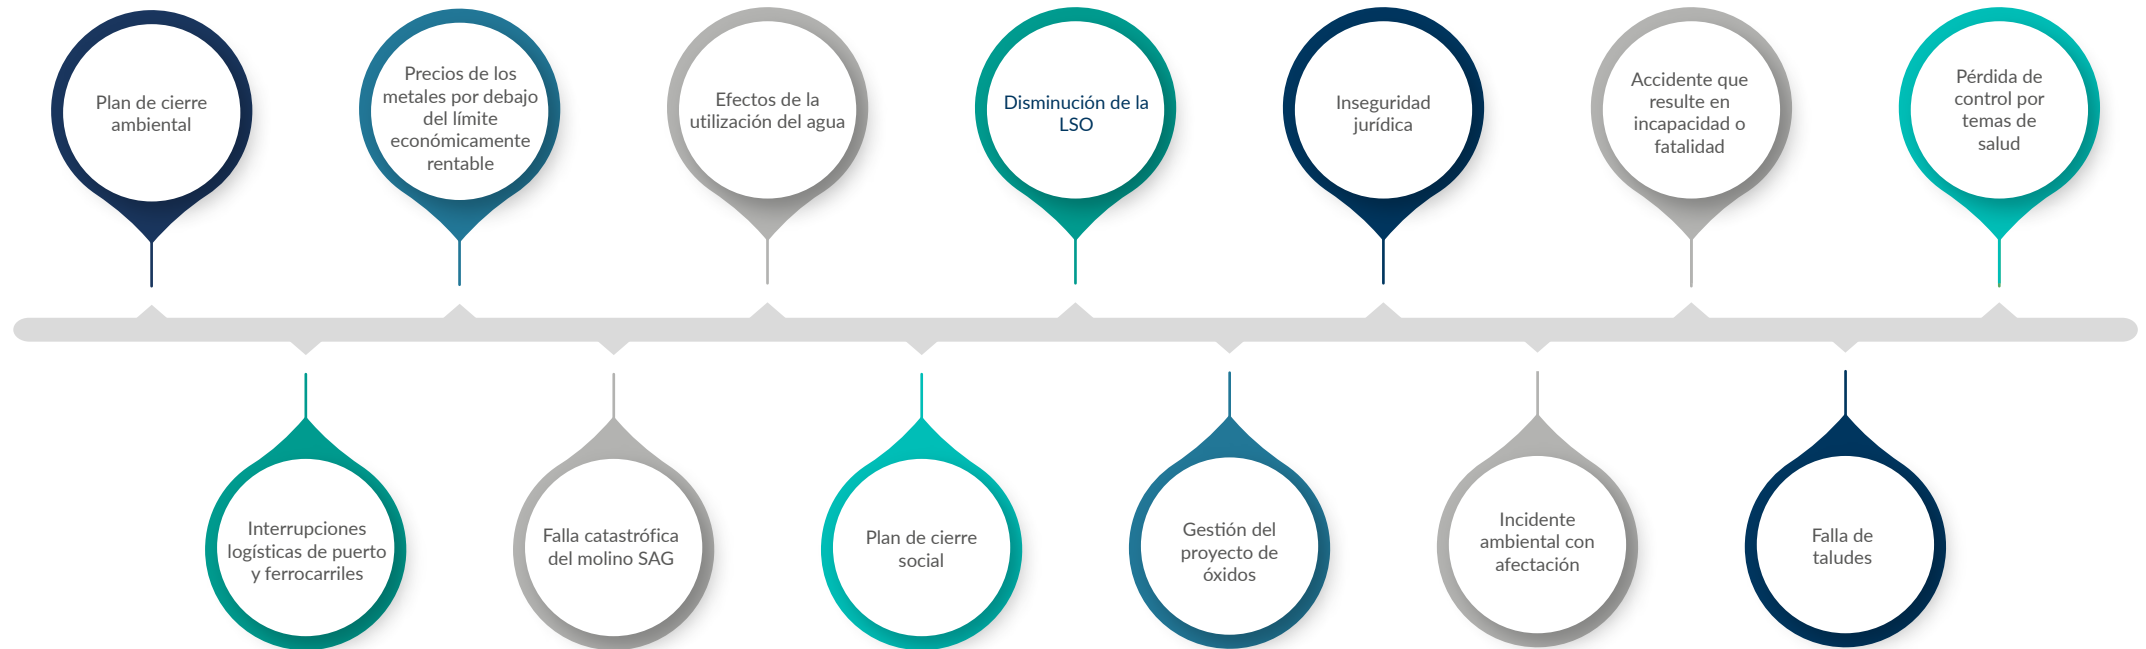 Plan de cierre
ambiental
Precios de los
metales por debajo
del límite
económicamente
rentable
Efectos de la
utilización del agua
Disminución de la
LSO
Inseguridad
jurídica
Accidente que
resulte en
incapacidad o
fatalidad
Pérdida de
control por
temas de
salud
Interrupciones
logísticas de puerto
y ferrocarriles
Falla catastrófica
del molino SAG
Plan de cierre
social
Gestión del
proyecto de
óxidos
Incidente
ambiental con
afectación
Falla de
taludes